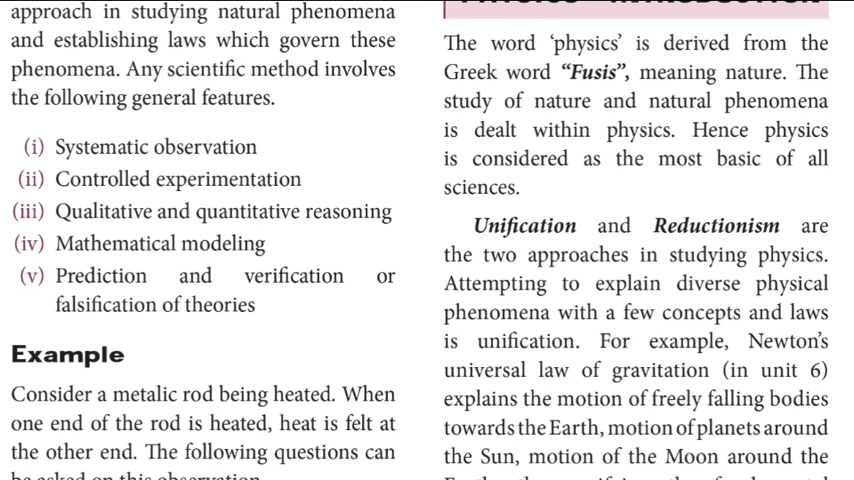 approach in studying natural phenomena
and establishing laws which govern these
phenomena. Any scientific method involves
the following general features.
(i) Systematic observation
(ii) Controlled experimentation
(iii) Qualitative and quantitative reasoning
(iv) Mathematical modeling
(v) Prediction and verification or
falsification of theories
Example
Consider a metalic rod being heated. When
one end of the rod is heated, heat is felt at
the other end. The following questions can
be asked on this observation
The word ‘physics’ is derived from the
Greek word “Fusis”, meaning nature. The
study of nature and natural phenomena
is dealt within physics. Hence physics
is considered as the most basic of all
sciences.
Unification and Reductionism are
the two approaches in studying physics.
Attempting to explain diverse physical
phenomena with a few concepts and laws
is unification. For example, Newton’s
universal law of gravitation (in unit 6)
explains the motion of freely falling bodies
towards the Earth, motion of planets around
the Sun, motion of the Moon around the